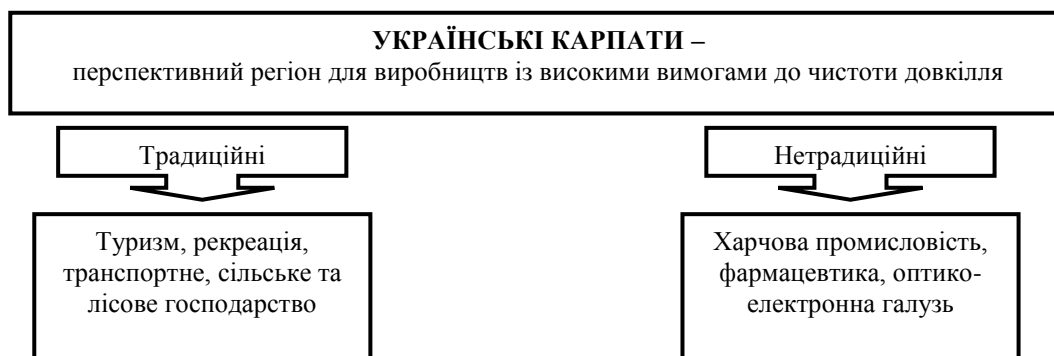 УКРАЇНСЬКІ КАРПАТИ –
перспективний регіон для виробництв із високими вимогами до чистоти довкілля
Традиційні
Нетрадиційні
Туризм, рекреація,
транспортне, сільське та
лісове господарство
Харчова промисловість,
фармацевтика, оптико-
електронна галузь